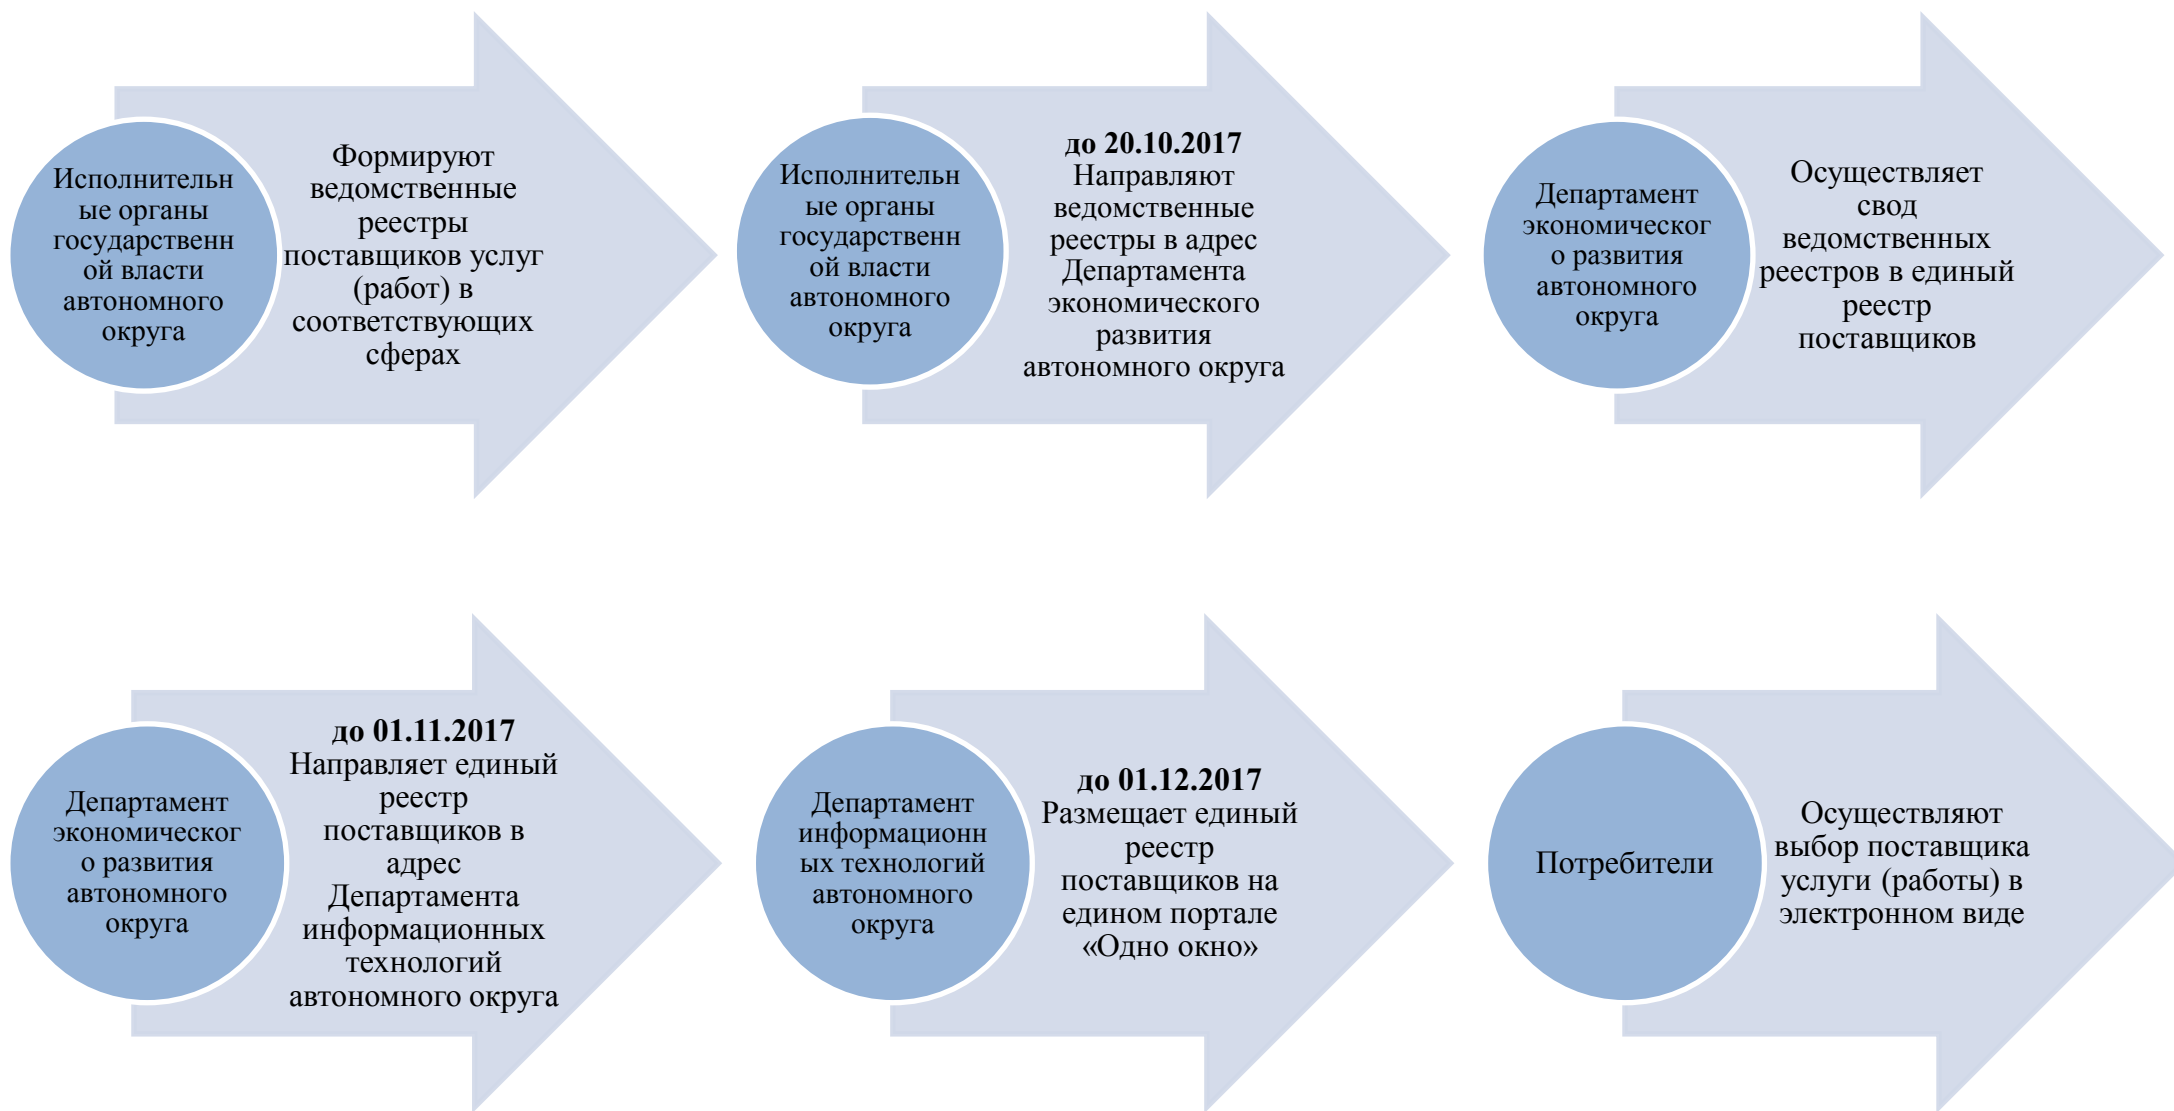 Исполнительн
ые органы
государственн
ой власти
автономного
округа
Формируют
ведомственные
реестры
поставщиков услуг
(работ) в
соответствующих
сферах
Исполнительн
ые органы
государственн
ой власти
автономного
округа
до 20.10.2017
Направляют
ведомственные
реестры в адрес
Департамента
экономического
развития
автономного округа
Департамент
экономическог
о развития
автономного
округа
Осуществляет
свод
ведомственных
реестров в единый
реестр
поставщиков
Департамент
экономическог
о развития
автономного
округа
до 01.11.2017
Направляет единый
реестр
поставщиков в
адрес
Департамента
информационных
технологий
автономного округа
Департамент
информационн
ых технологий
автономного
округа
до 01.12.2017
Размещает единый
реестр
поставщиков на
едином портале
«Одно окно»
Потребители
Осуществляют
выбор поставщика
услуги (работы) в
электронном виде